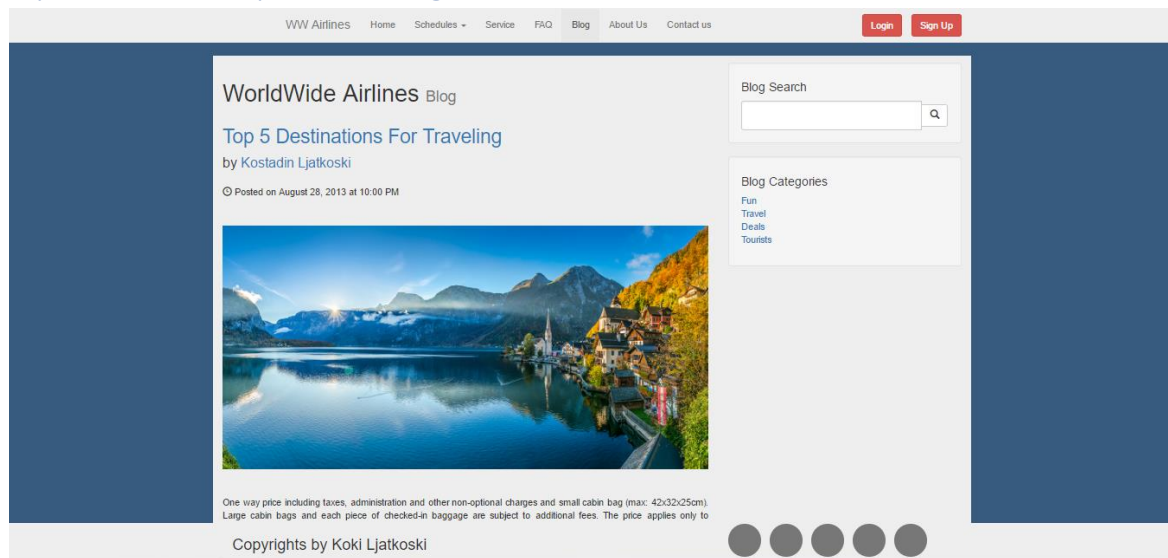 WW Airlines Home Schedules Service FAQ Blog About Us Contact us Login Sign Up
WorldWide Airlines Blog
Top 5 Destinations For Traveling
by Kostadin Ljatkoski
Posted on August 28, 2013 at 10:00 PM
Blog Search
Blog Categories
Fun
Travel
Deals
Tourists
One way price including taxes, administration and other non-optional charges and small cabin bag (max: 42x32x25cm).
Large cabin bags and each piece of checked-in baggage are subject to additional fees. The price applies only to
Copyrights by Koki Ljatkoski